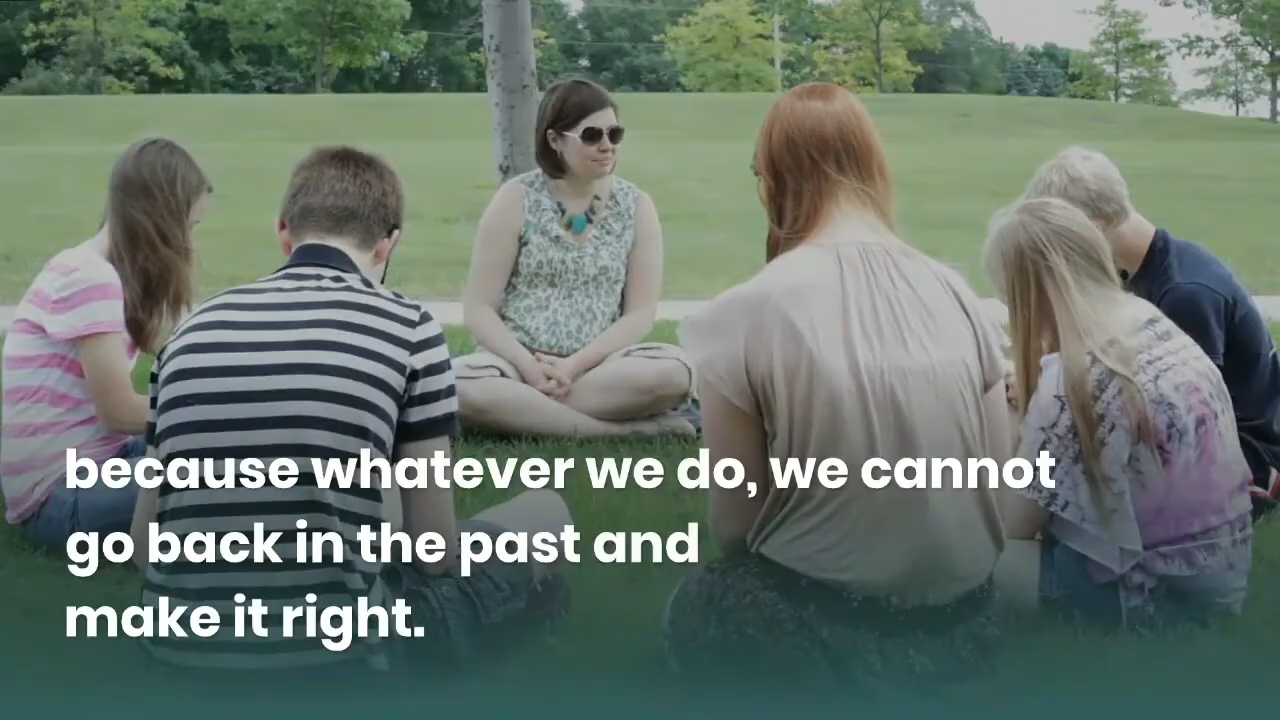 because whatever we do, we cannot
go back in the past and
make it right.